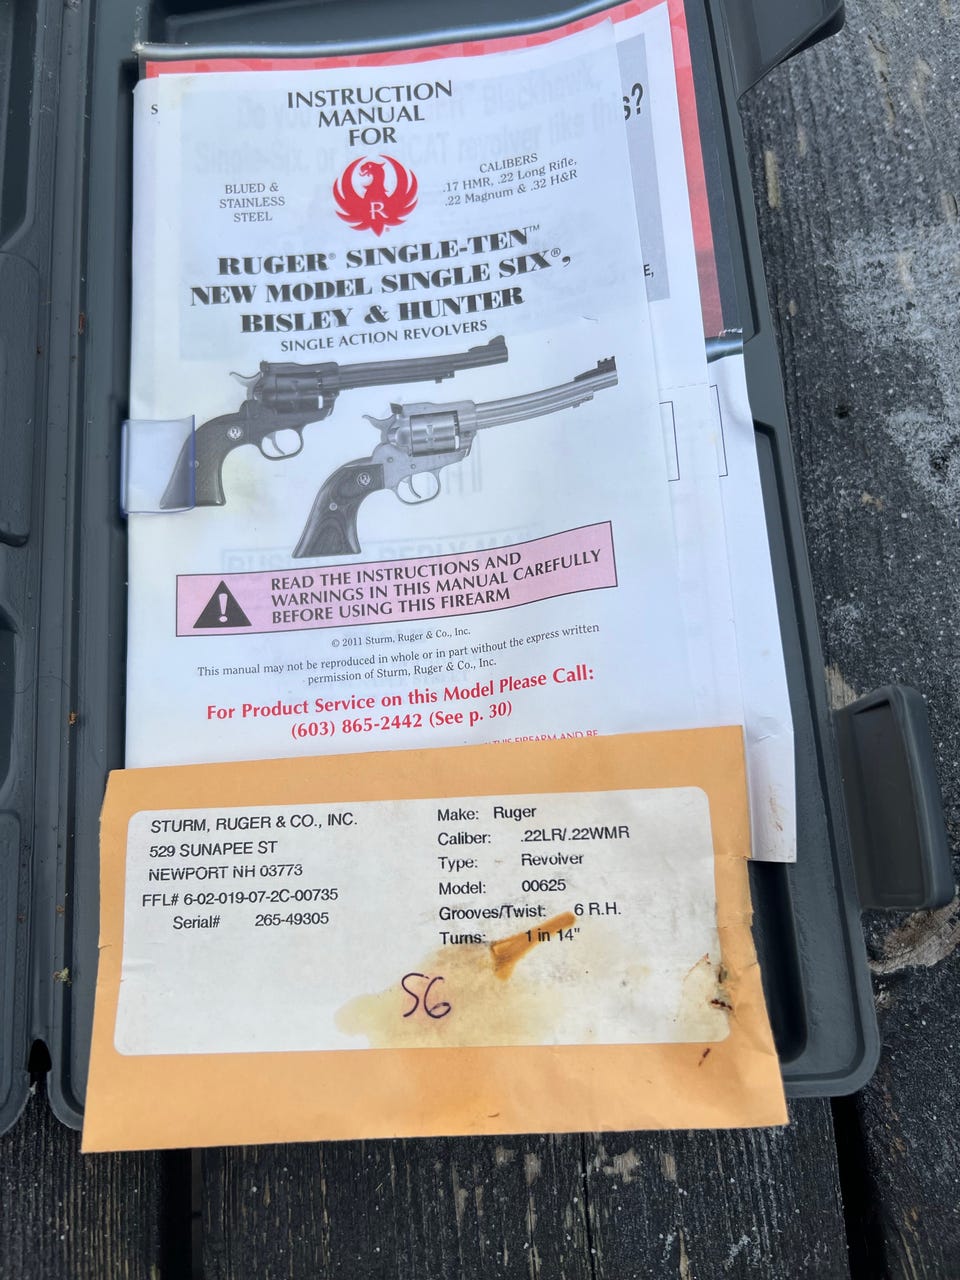 S
INSTRUCTION
MANUAL
FOR
BLUED &
STAINLESS
STEEL
R
CALIBERS
.17 HMR, .22 Long Rifle,
.22 Magnum & .32 H&R
RUGER® SINGLE-TEN™
NEW MODEL SINGLE SIX®,
BISLEY & HUNTER
SINGLE ACTION REVOLVERS
s?
E,
READ THE INSTRUCTIONS AND
WARNINGS IN THIS MANUAL CAREFULLY
BEFORE USING THIS FIREARM
© 2011 Sturm, Ruger & Co., Inc.
This manual may not be reproduced in whole or in part without the express written
permission of Sturm, Ruger & Co., Inc.
For Product Service on this Model Please Call:
(603) 865-2442 (See p. 30)
THIS FIREARM AND BE
STURM, RUGER & CO., INC.
529 SUNAPEE ST
NEWPORT NH 03773
FFL# 6-02-019-07-2C-00735
Serial# 265-49305
Make: Ruger
Caliber: .22LR/.22WMR
Type: Revolver
Model: 00625
Grooves/Twist: 6 R.H.
Turns: 1 in 14"
56